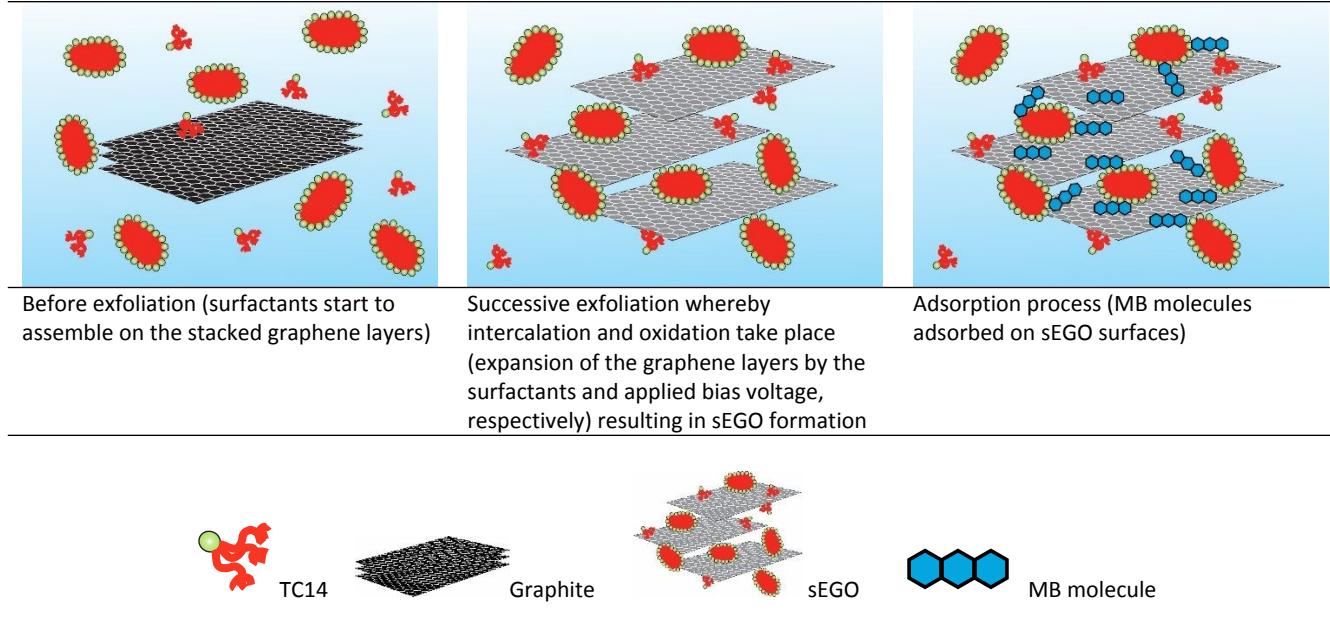 Before exfoliation (surfactants start to
assemble on the stacked graphene layers)
Successive exfoliation whereby
intercalation and oxidation take place
(expansion of the graphene layers by the
surfactants and applied bias voltage,
respectively) resulting in sEGO formation
Adsorption process (MB molecules
adsorbed on sEGO surfaces)
TC14
Graphite
sEGO
MB molecule